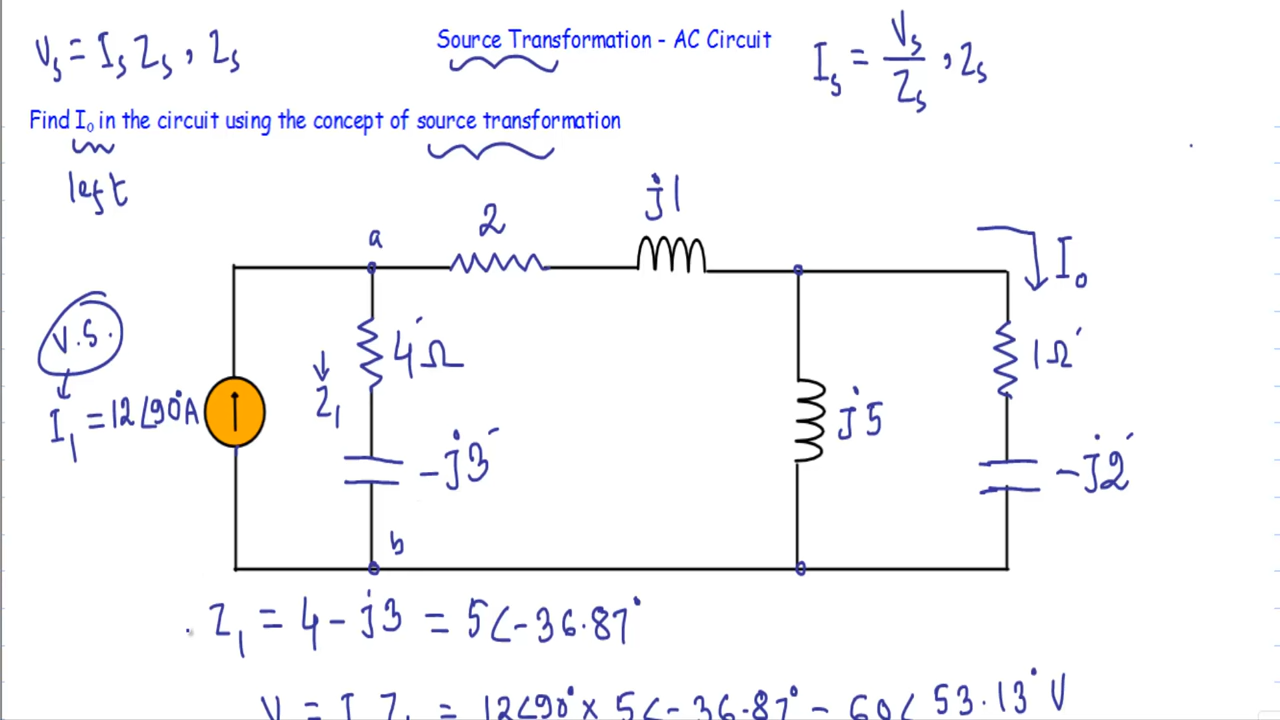 Source Transformation - AC Circuit
Vs = Is Zs, Zs
Is = Vs/Zs, Zs
Find I₀ in the circuit using the concept of source transformation
left
j1
2
a
I₀
V.S.
4Ω
1Ω
Z₁
I₁ = 12∠90°A
j5
-j3
-j2
b
Z₁ = 4 - j3 = 5∠-36.87°
= 12∠90° × 5∠-36.87° = 60∠53.13° V